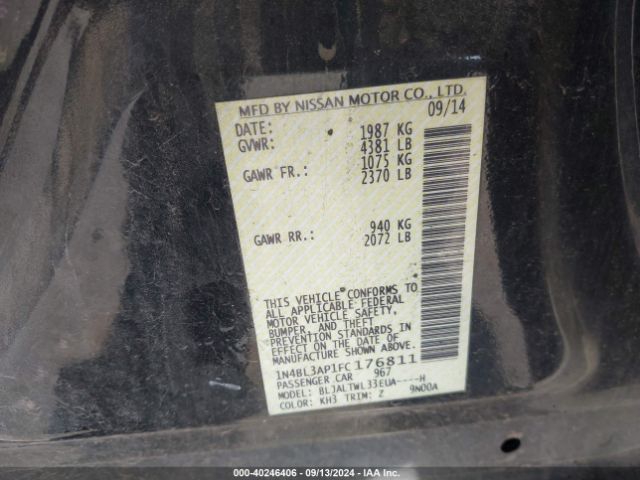 MFD BY NISSAN MOTOR CO., LTD.
DATE: 09/14
GVWR: 1987 KG
4381 LB
GAWR FR.: 1075 KG
2370 LB
GAWR RR.: 940 KG
2072 LB
THIS VEHICLE CONFORMS TO
ALL APPLICABLE FEDERAL
MOTOR VEHICLE SAFETY,
BUMPER, AND THEFT
PREVENTION STANDARDS IN
EFFECT ON THE DATE OF
MANUFACTURE SHOWN ABOVE.
1N4BL3AP1FC176811
PASSENGER CAR 967
MODEL: BLJALTWL33EUA----H
COLOR: KH3 TRIM: Z 9N00A
000-40246406 - 09/13/2024 - IAA Inc.